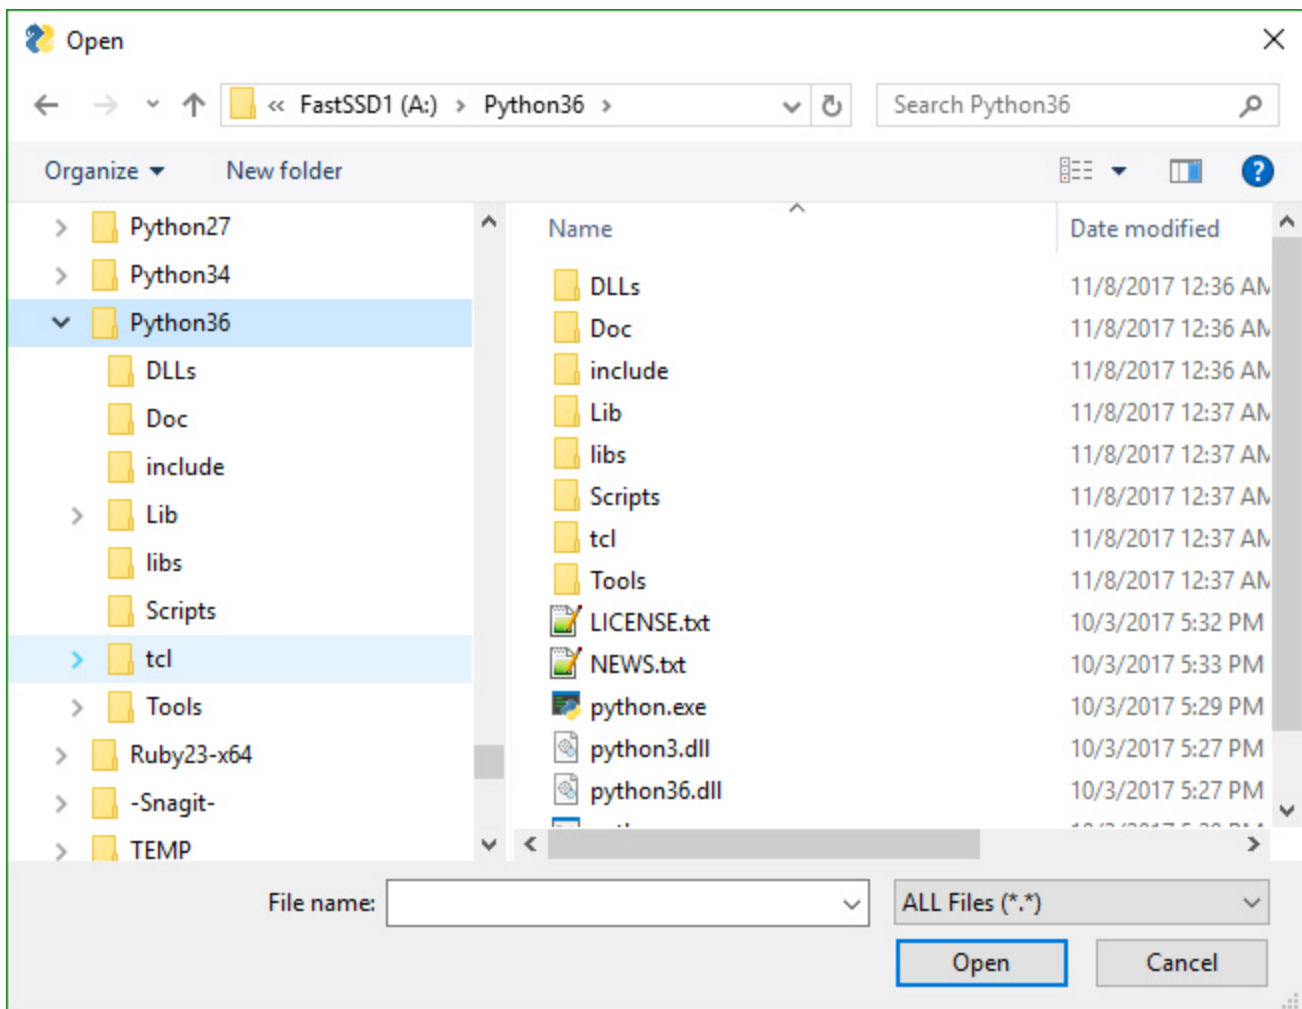 Open
« FastSSD1 (A:) > Python36 > Search Python36
Organize New folder
Python27
Python34
Python36
DLLs
Doc
include
Lib
libs
Scripts
tcl
Tools
Ruby23-x64
-Snagit-
TEMP
Name Date modified
DLLs 11/8/2017 12:36 AM
Doc 11/8/2017 12:36 AM
include 11/8/2017 12:36 AM
Lib 11/8/2017 12:37 AM
libs 11/8/2017 12:37 AM
Scripts 11/8/2017 12:37 AM
tcl 11/8/2017 12:37 AM
Tools 11/8/2017 12:37 AM
LICENSE.txt 10/3/2017 5:32 PM
NEWS.txt 10/3/2017 5:33 PM
python.exe 10/3/2017 5:29 PM
python3.dll 10/3/2017 5:27 PM
python36.dll 10/3/2017 5:27 PM
File name: ALL Files (*.*)
Open Cancel